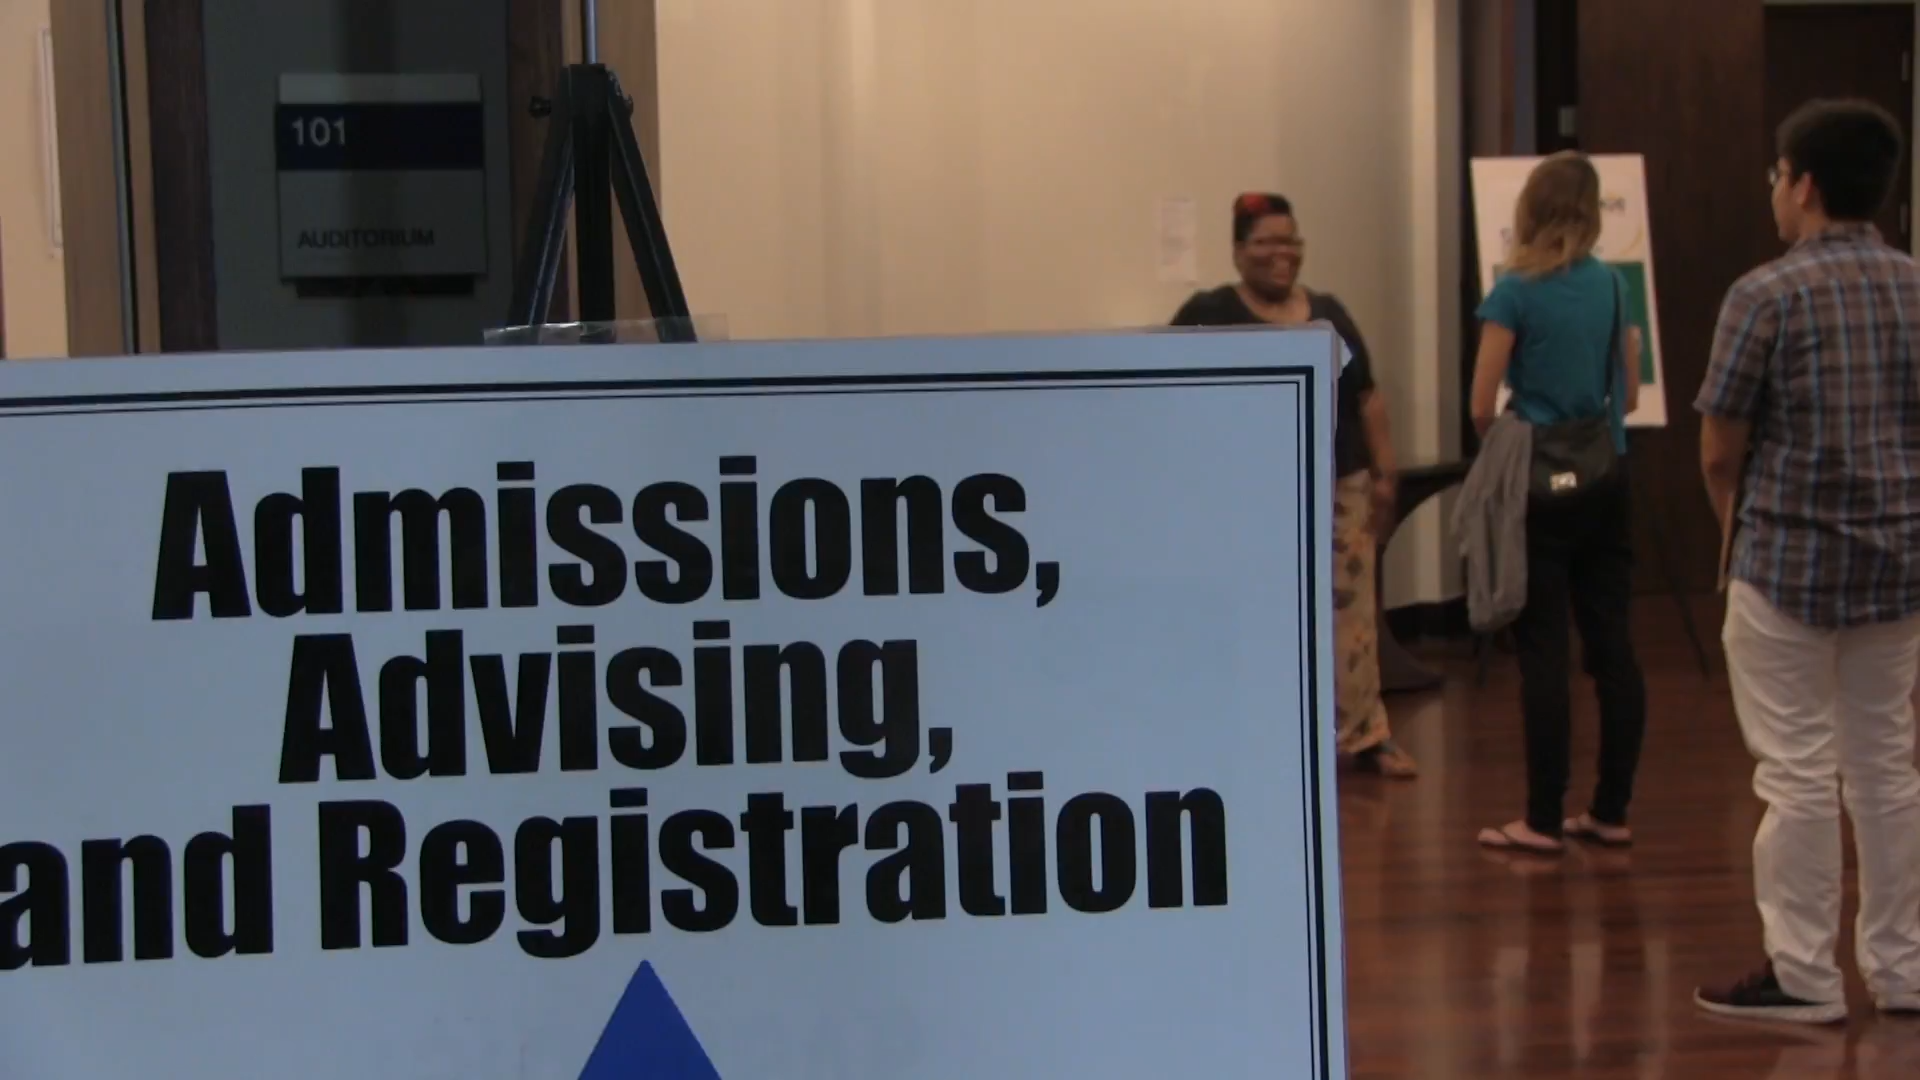 101
AUDITORIUM
Admissions,
Advising,
and Registration